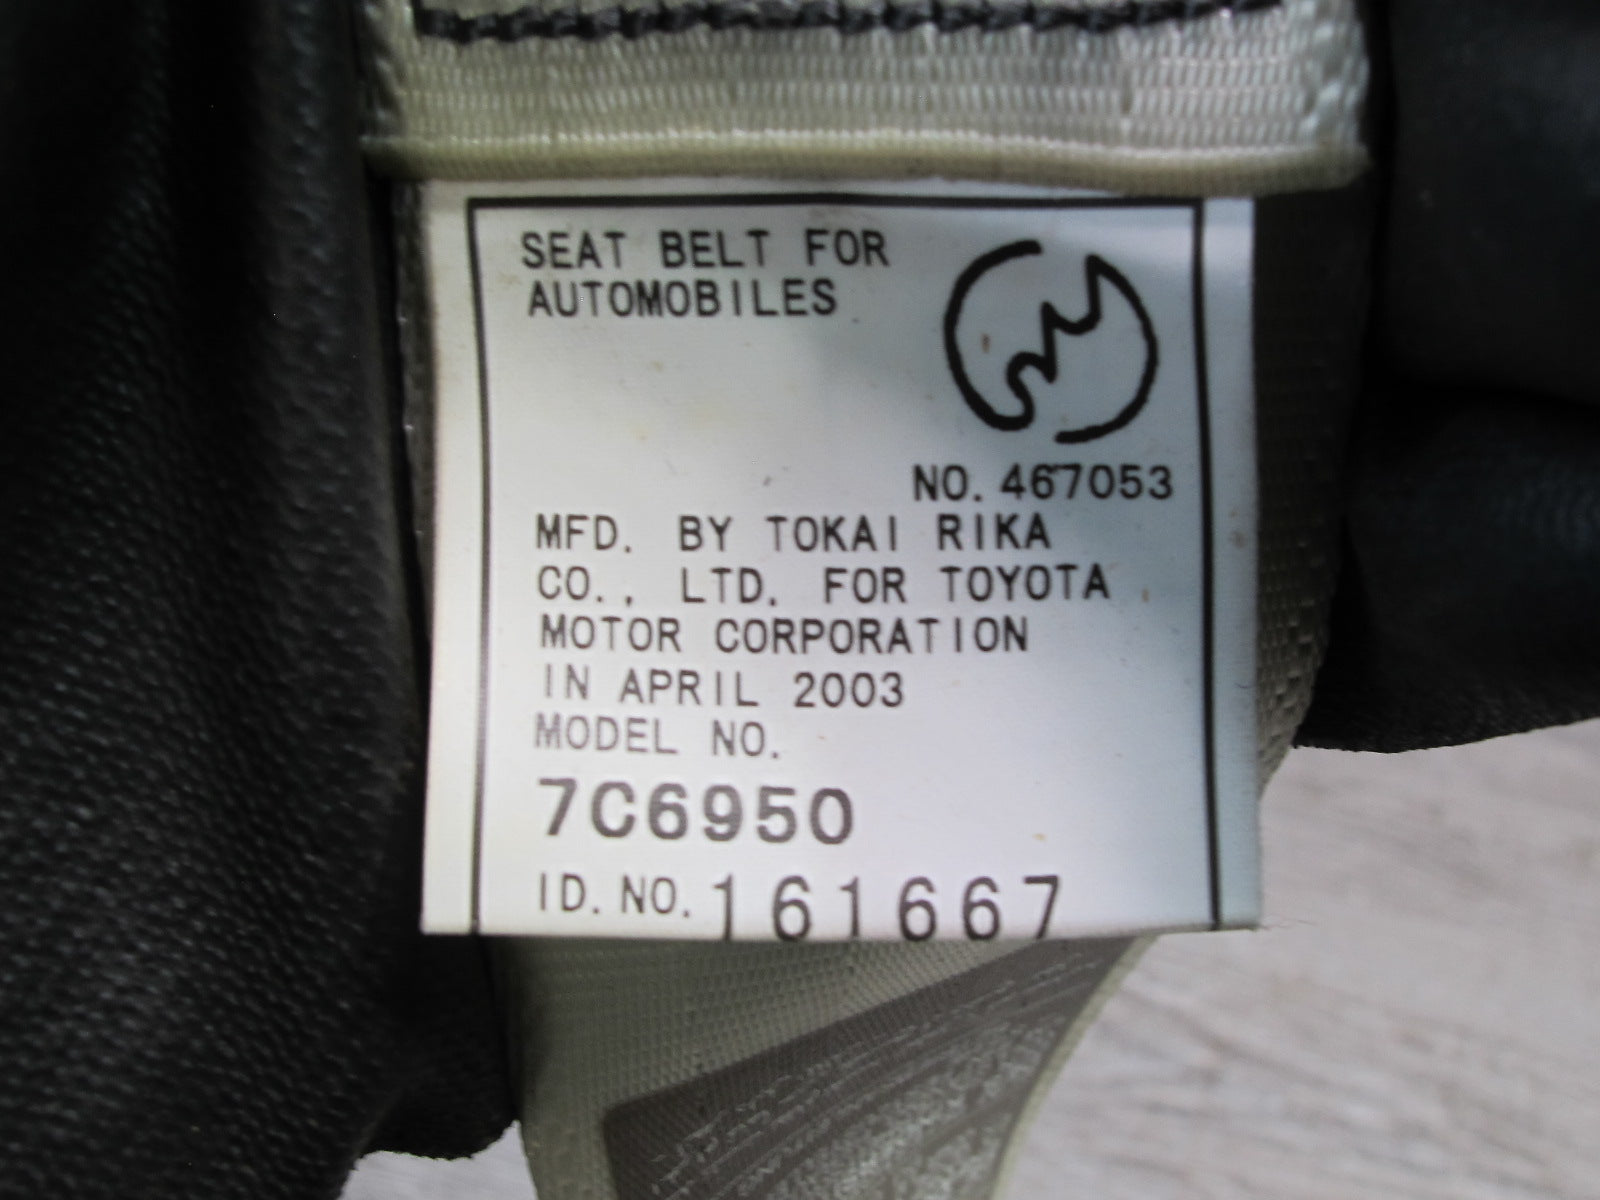 SEAT BELT FOR
AUTOMOBILES
NO. 467053
MFD. BY TOKAI RIKA
CO., LTD. FOR TOYOTA
MOTOR CORPORATION
IN APRIL 2003
MODEL NO.
7C6950
ID. NO. 161667